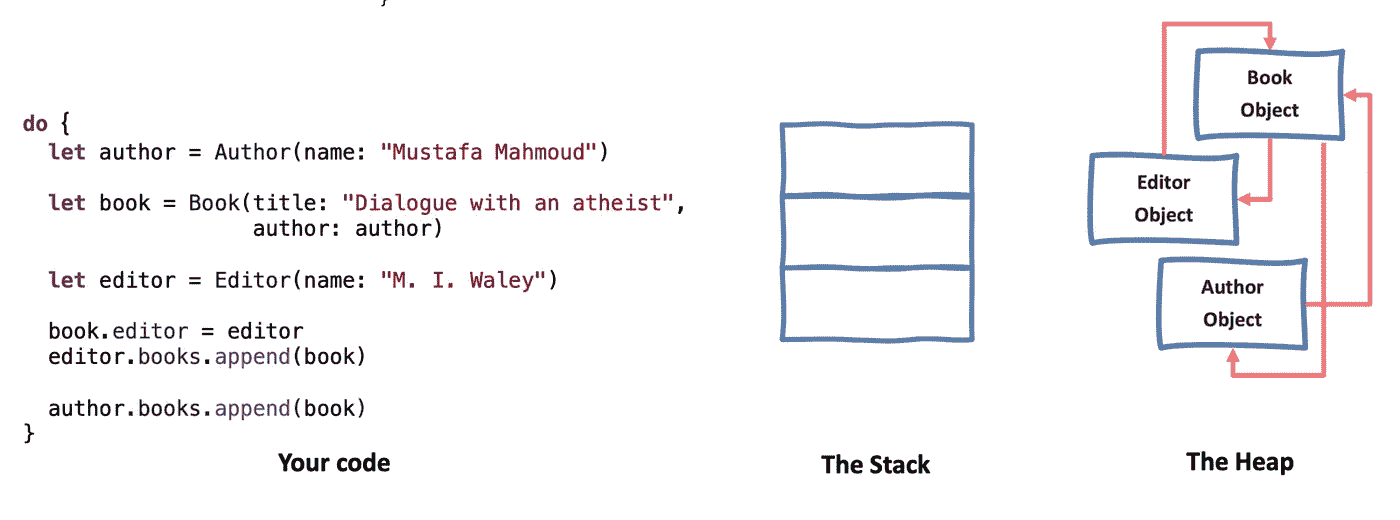 }
do {
let author = Author(name: "Mustafa Mahmoud")
let book = Book(title: "Dialogue with an atheist",
author: author)
let editor = Editor(name: "M. I. Waley")
book.editor = editor
editor.books.append(book)
author.books.append(book)
}
Your code
The Stack
Book
Object
Editor
Object
Author
Object
The Heap